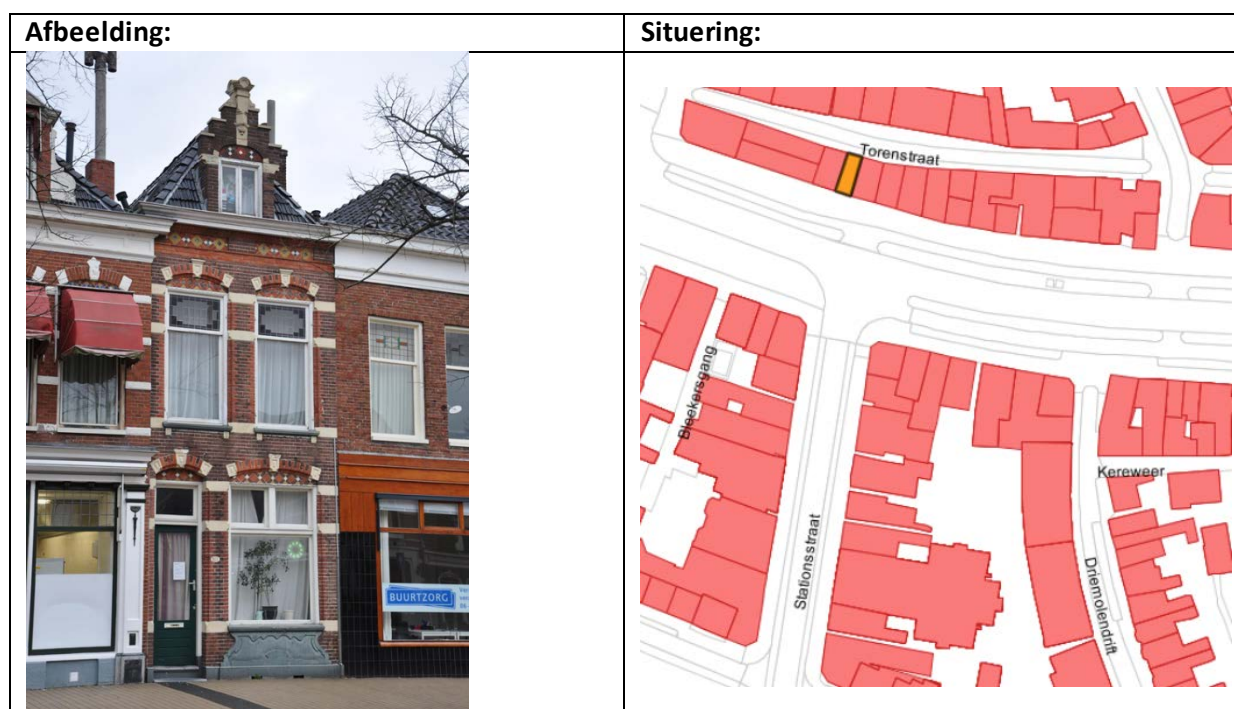 Afbeelding:
Situering:
BUURTZORG
Torenstraat
Bleekersgang
Stationsstraat
Kereweer
Driemolendrift